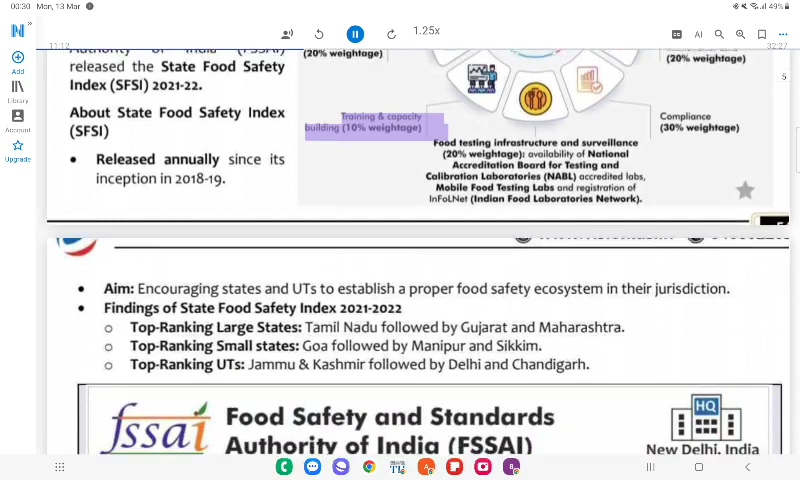 00:30 Mon, 13 Mar
49%
N »
1.25x
AI
11:12
32:27
Add
Library
Account
Upgrade
released the State Food Safety
Index (SFSI) 2021-22.
About State Food Safety Index
(SFSI)
• Released annually since its
inception in 2018-19.
(20% weightage)
(20% weightage)
Training & capacity
building (10% weightage)
Compliance
(30% weightage)
Food testing infrastructure and surveillance
(20% weightage): availability of National
Accreditation Board for Testing and
Calibration Laboratories (NABL) accredited labs,
Mobile Food Testing Labs and registration of
InFoLNet (Indian Food Laboratories Network).
5
• Aim: Encouraging states and UTs to establish a proper food safety ecosystem in their jurisdiction.
• Findings of State Food Safety Index 2021-2022
o Top-Ranking Large States: Tamil Nadu followed by Gujarat and Maharashtra.
o Top-Ranking Small states: Goa followed by Manipur and Sikkim.
o Top-Ranking UTs: Jammu & Kashmir followed by Delhi and Chandigarh.
fssai
Food Safety and Standards
Authority of India (FSSAI)
HQ
New Delhi, India